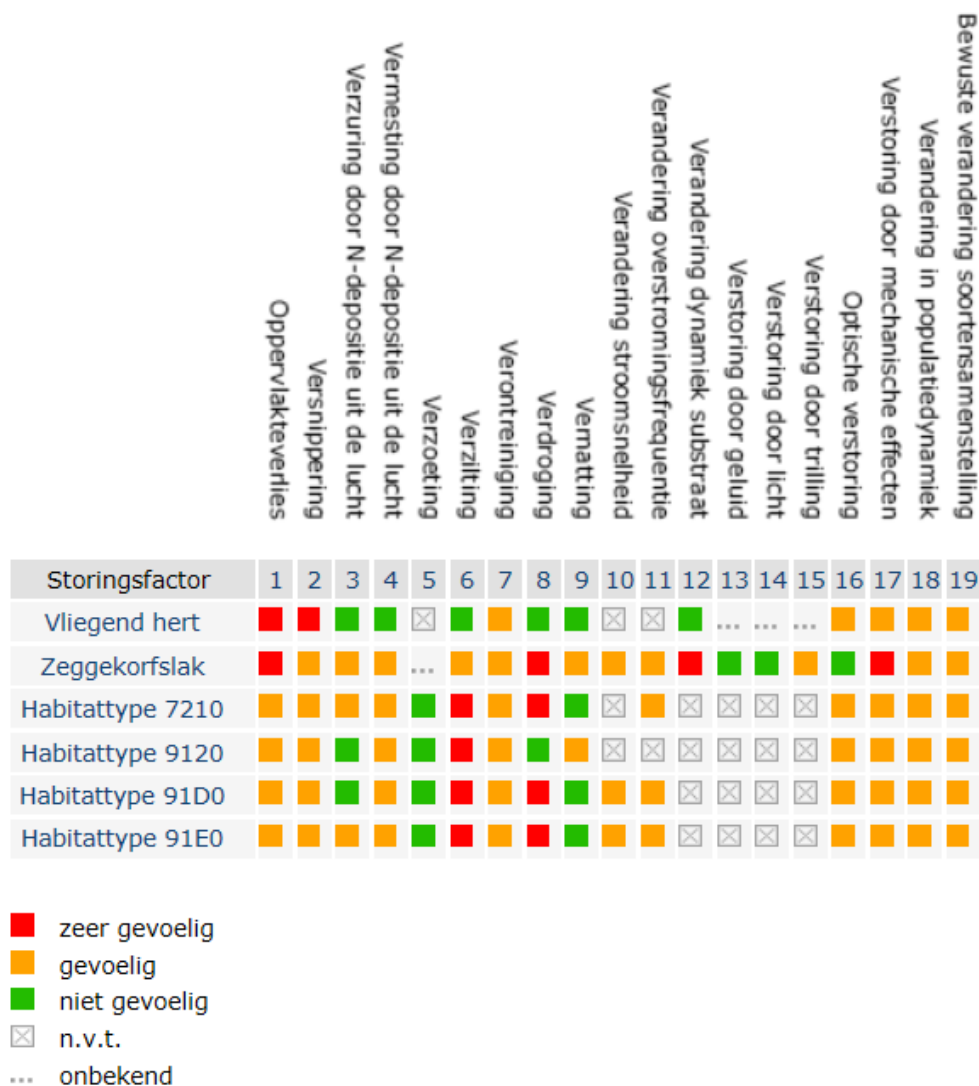 Oppervlakteverlies
Versnippering
Verzuring door N-depositie uit de lucht
Vermesting door N-depositie uit de lucht
Verzoeting
Verzilting
Verontreiniging
Verdroging
Vernatting
Verandering stroomsnelheid
Verandering overstromingsfrequentie
Verandering dynamiek substraat
Verstoring door geluid
Verstoring door licht
Verstoring door trilling
Optische verstoring
Verstoring door mechanische effecten
Verandering in populatiedynamiek
Bewuste verandering soortensamenstelling
Storingsfactor 1 2 3 4 5 6 7 8 9 10 11 12 13 14 15 16 17 18 19
Vliegend hert ... ... ...
Zeggekorfslak ...
Habitattype 7210
Habitattype 9120
Habitattype 91D0
Habitattype 91E0
zeer gevoelig
gevoelig
niet gevoelig
n.v.t.
... onbekend